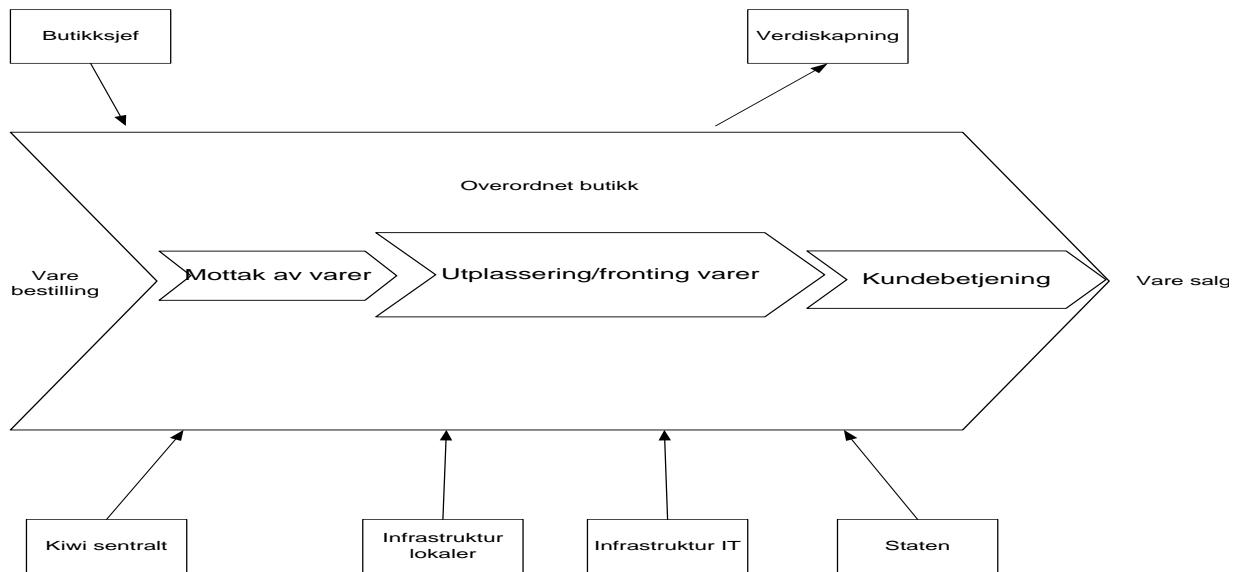 Butikksjef
Verdiskapning
Overordnet butikk
Vare
bestilling
Mottak av varer
Utplassering/fronting varer
Kundebetjening
Vare salg
Kiwi sentralt
Infrastruktur
lokaler
Infrastruktur IT
Staten